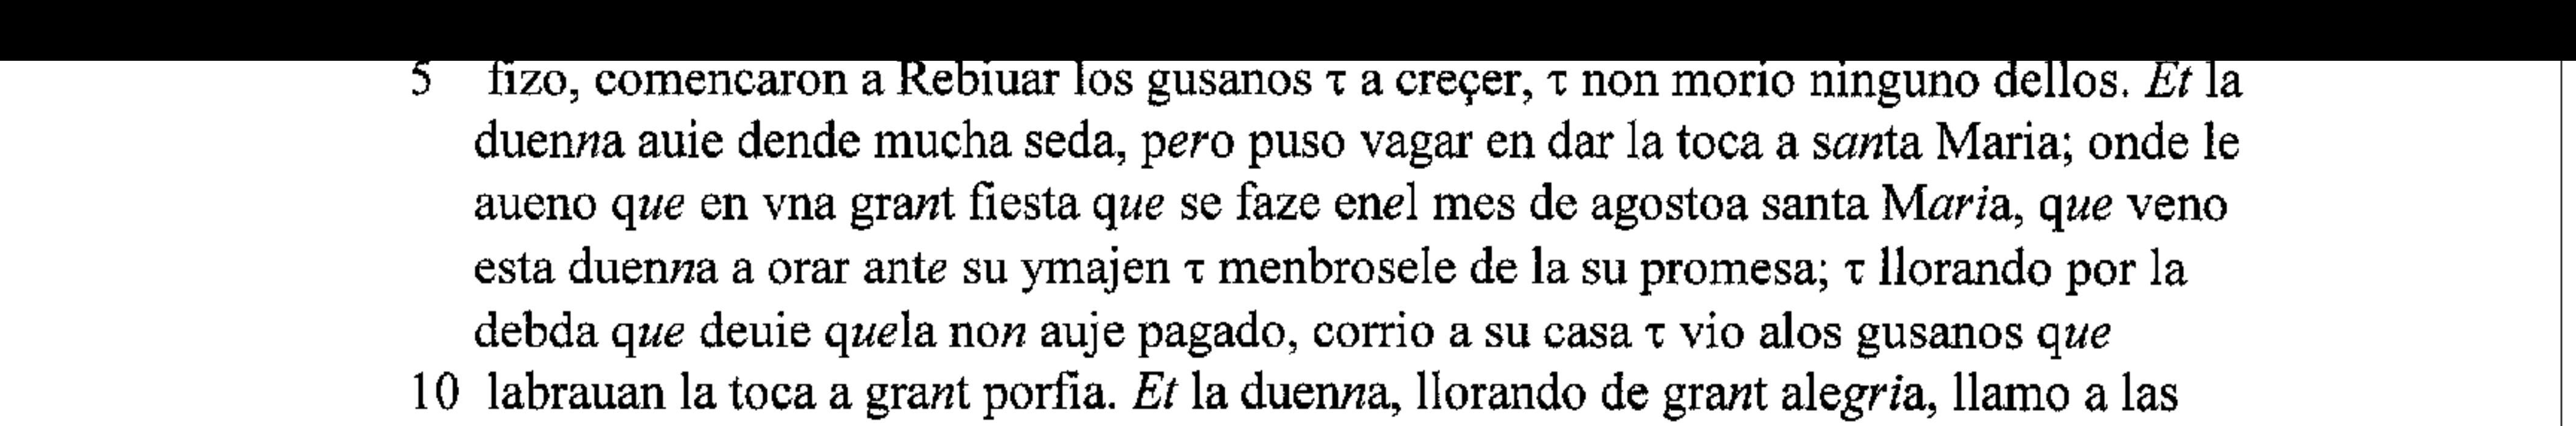 5 fizo, comencaron a Rebiuar los gusanos τ a creçer, τ non morio ninguno dellos. Et la
duenna auie dende mucha seda, pero puso vagar en dar la toca a santa Maria; onde le
aueno que en vna grant fiesta que se faze enel mes de agostoa santa Maria, que veno
esta duenna a orar ante su ymajen τ menbrosele de la su promesa; τ llorando por la
debda que deuie quela non auje pagado, corrio a su casa τ vio alos gusanos que
10 labrauan la toca a grant porfia. Et la duenna, llorando de grant alegria, llamo a las